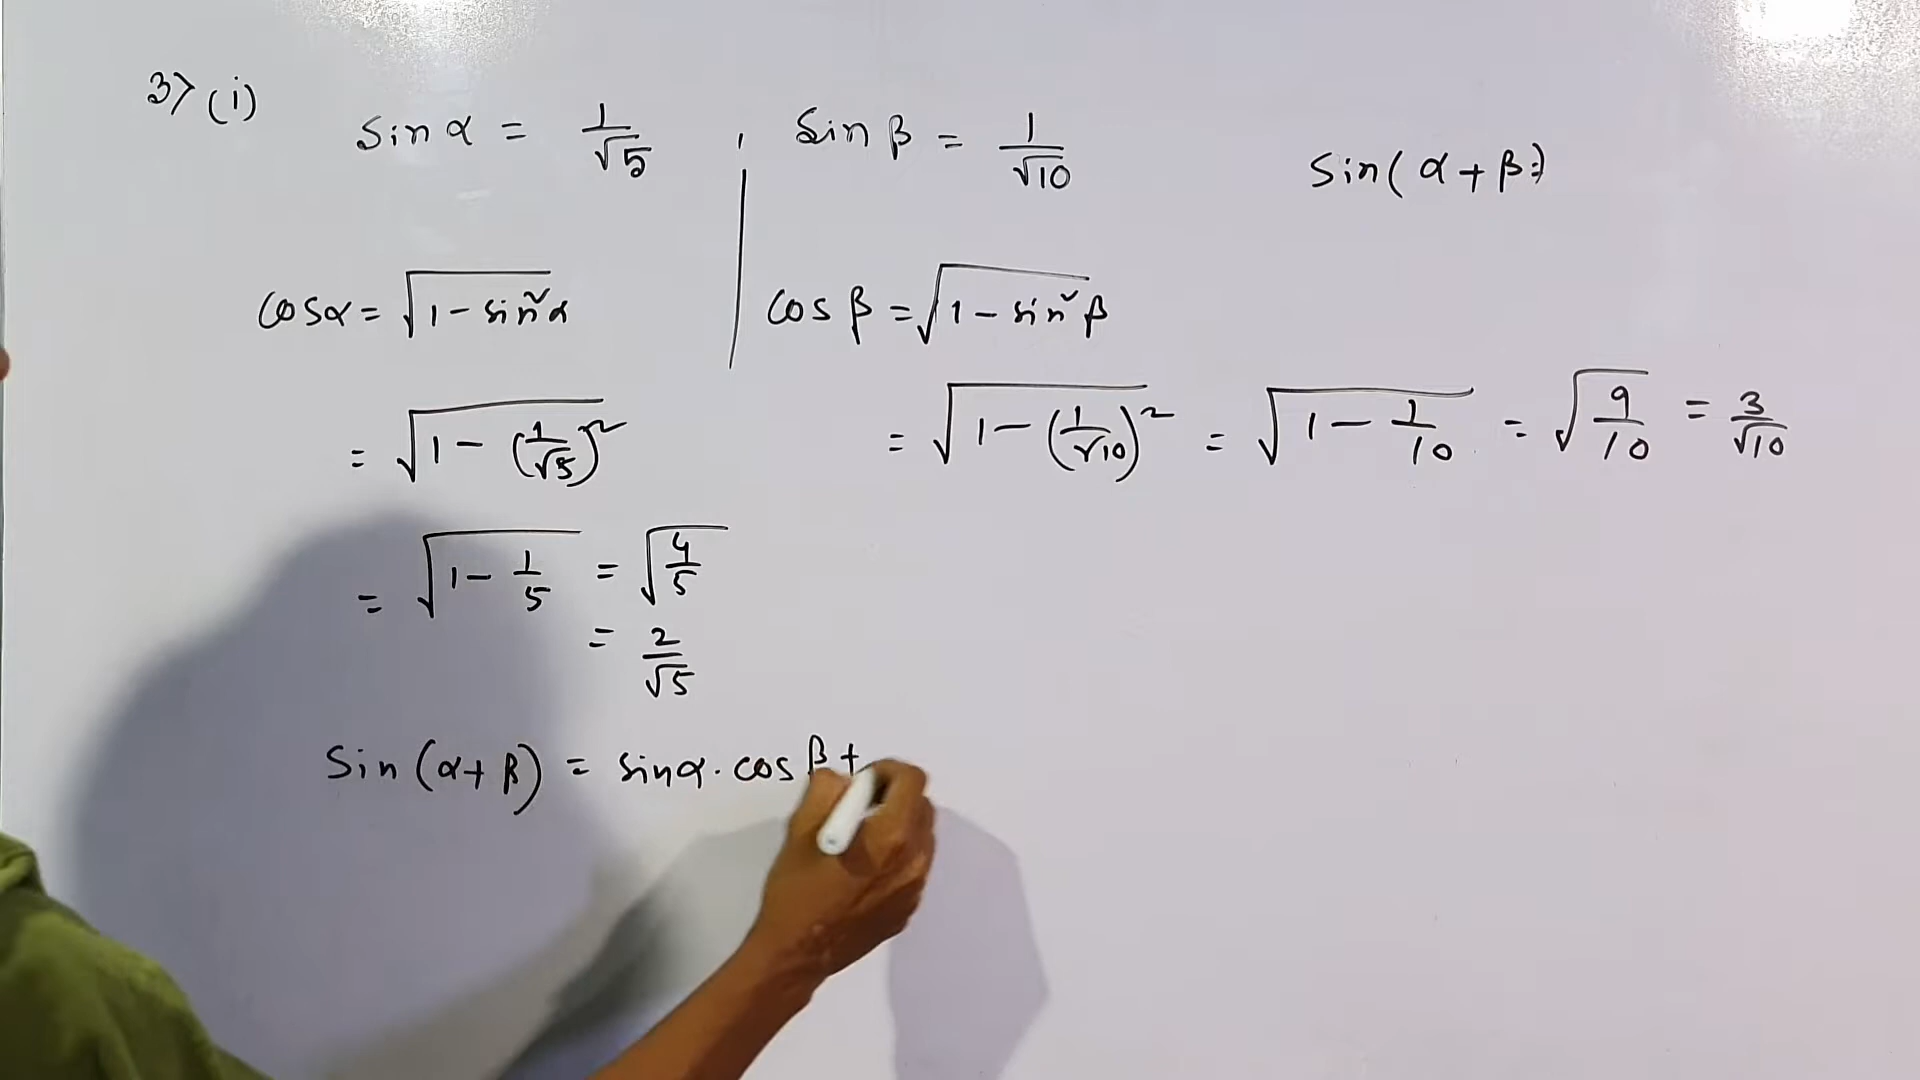 3> (i)
sin α = 1/√5 , sin β = 1/√10
sin(α + β)
cosα = √(1 - sin²α)
= √(1 - (1/√5)²)
= √(1 - 1/5) = √(4/5)
= 2/√5
cos β = √(1 - sin²β)
= √(1 - (1/√10)²) = √(1 - 1/10) = √(9/10) = 3/√10
Sin (α+β) = sinα . cos β +